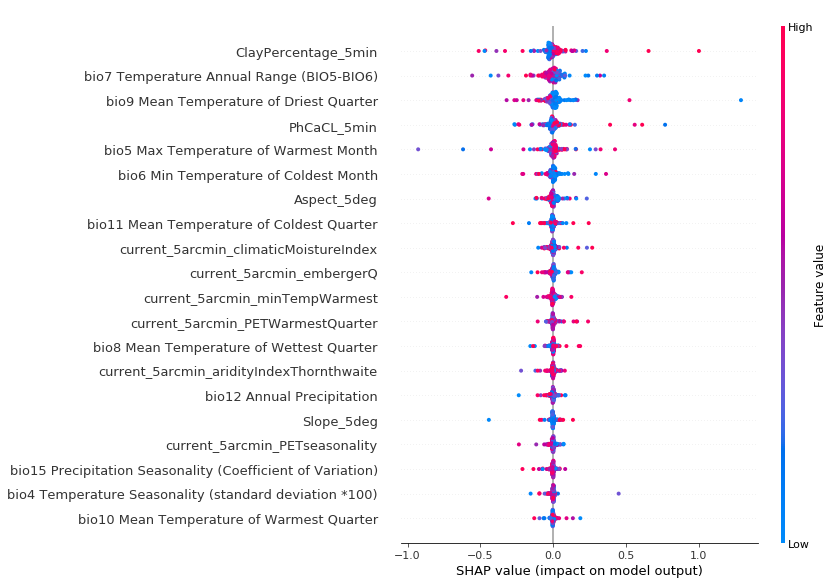 High
ClayPercentage_5min
bio7 Temperature Annual Range (BIO5-BIO6)
bio9 Mean Temperature of Driest Quarter
PhCaCL_5min
bio5 Max Temperature of Warmest Month
bio6 Min Temperature of Coldest Month
Aspect_5deg
bio11 Mean Temperature of Coldest Quarter
current_5arcmin_climaticMoistureIndex
current_5arcmin_embergerQ
current_5arcmin_minTempWarmest
current_5arcmin_PETWarmestQuarter
bio8 Mean Temperature of Wettest Quarter
current_5arcmin_aridityIndexThornthwaite
bio12 Annual Precipitation
Slope_5deg
current_5arcmin_PETseasonality
bio15 Precipitation Seasonality (Coefficient of Variation)
bio4 Temperature Seasonality (standard deviation *100)
bio10 Mean Temperature of Warmest Quarter
Feature value
Low
−1.0 −0.5 0.0 0.5 1.0
SHAP value (impact on model output)